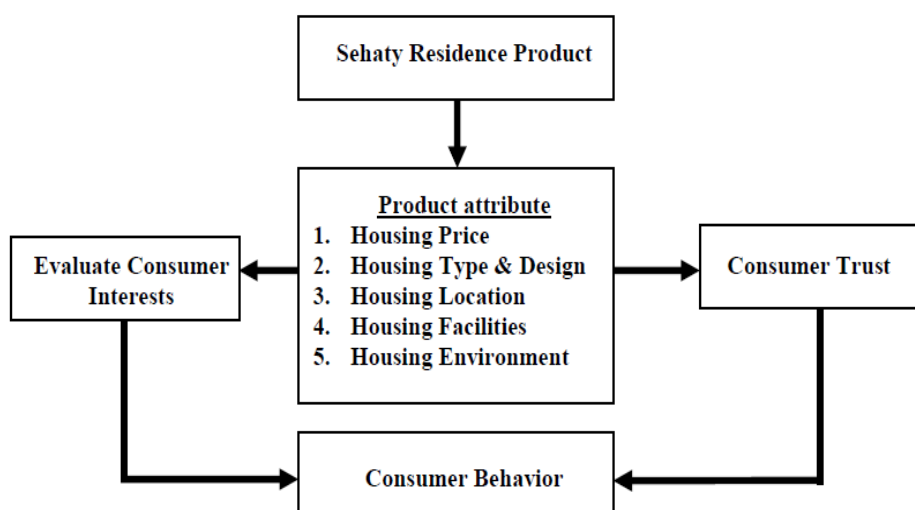 Sehaty Residence Product
Product attribute
1. Housing Price
2. Housing Type & Design
3. Housing Location
4. Housing Facilities
5. Housing Environment
Evaluate Consumer
Interests
Consumer Trust
Consumer Behavior